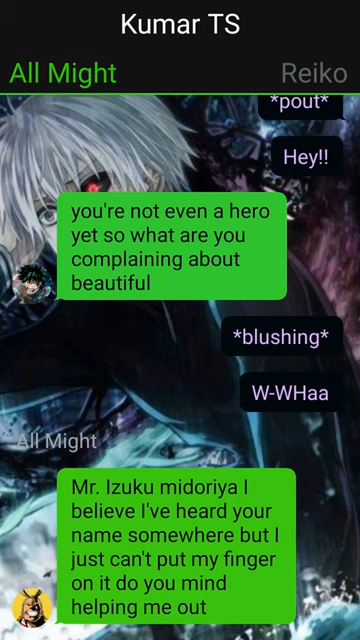 Kumar TS
All Might
Reiko
*pout*
Hey!!
you're not even a hero
yet so what are you
complaining about
beautiful
*blushing*
W-WHaa
All Might
Mr. Izuku midoriya I
believe I've heard your
name somewhere but I
just can't put my finger
on it do you mind
helping me out